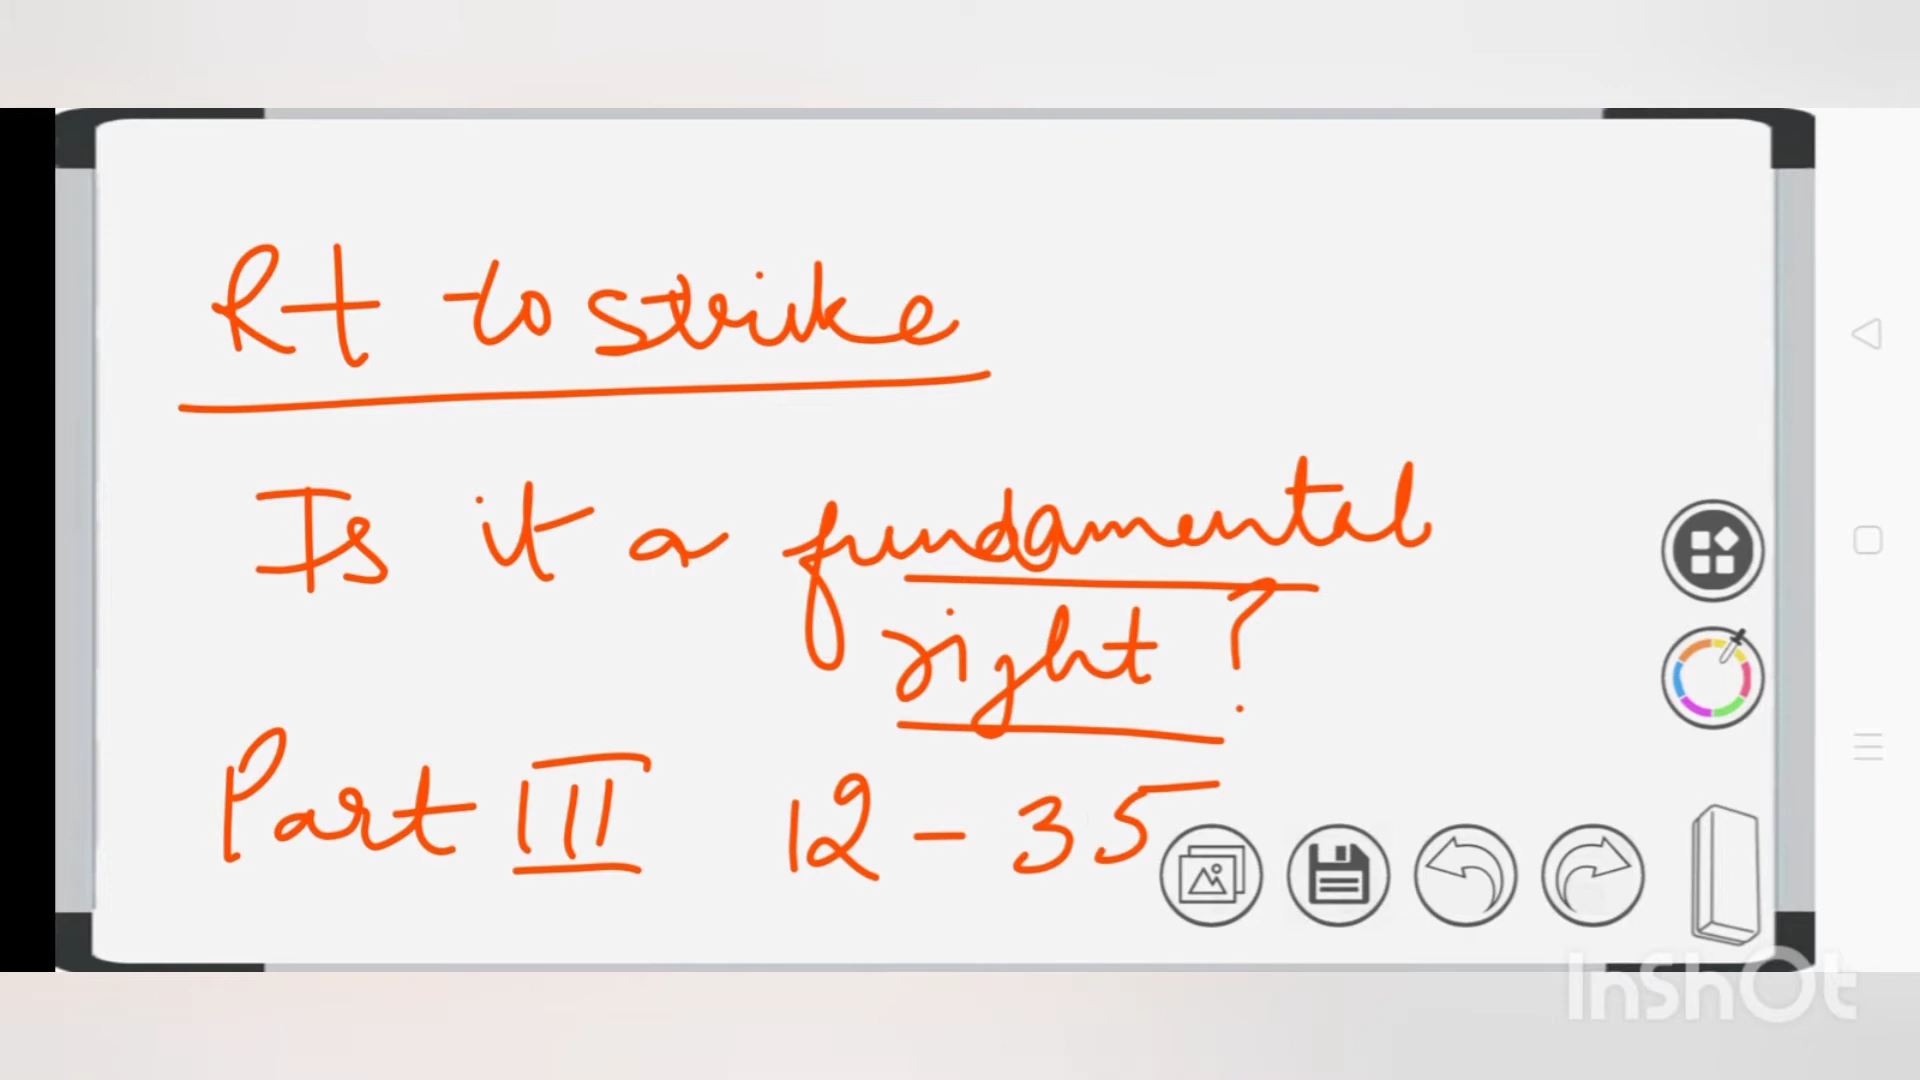 Rt to strike
Is it a fundamental
right?
Part III 12-35
InShOt